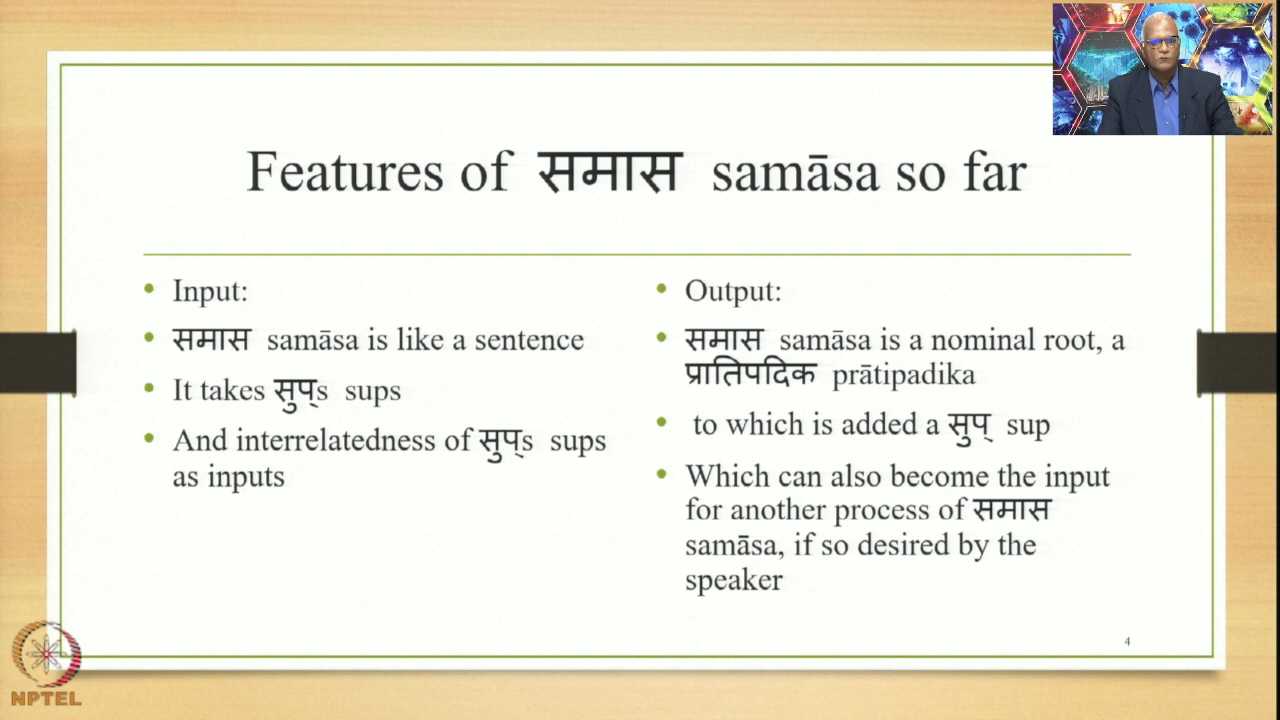 Features of समास samāsa so far
• Input:
• समास samāsa is like a sentence
• It takes सुप्s sups
• And interrelatedness of सुप्s sups
as inputs
• Output:
• समास samāsa is a nominal root, a
प्रातिपदिक prātipadika
• to which is added a सुप् sup
• Which can also become the input
for another process of समास
samāsa, if so desired by the
speaker
4
NPTEL